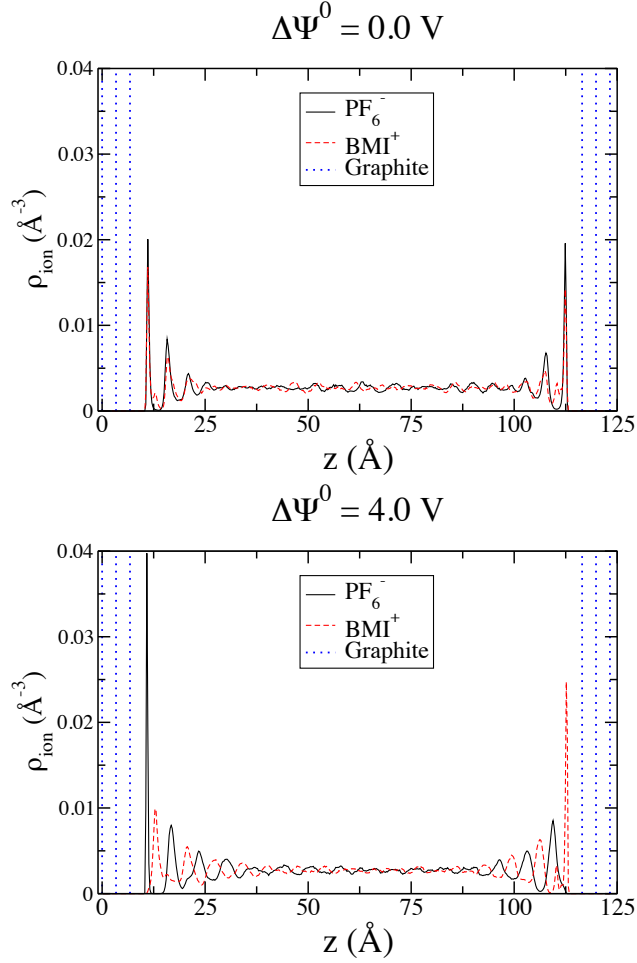 ΔΨ⁰ = 0.0 V
0.04
0.03
0.02
0.01
0
ρ_ion (Å⁻³)
PF₆⁻
BMI⁺
Graphite
0 25 50 75 100 125
z (Å)
ΔΨ⁰ = 4.0 V
0.04
0.03
0.02
0.01
0
ρ_ion (Å⁻³)
PF₆⁻
BMI⁺
Graphite
0 25 50 75 100 125
z (Å)